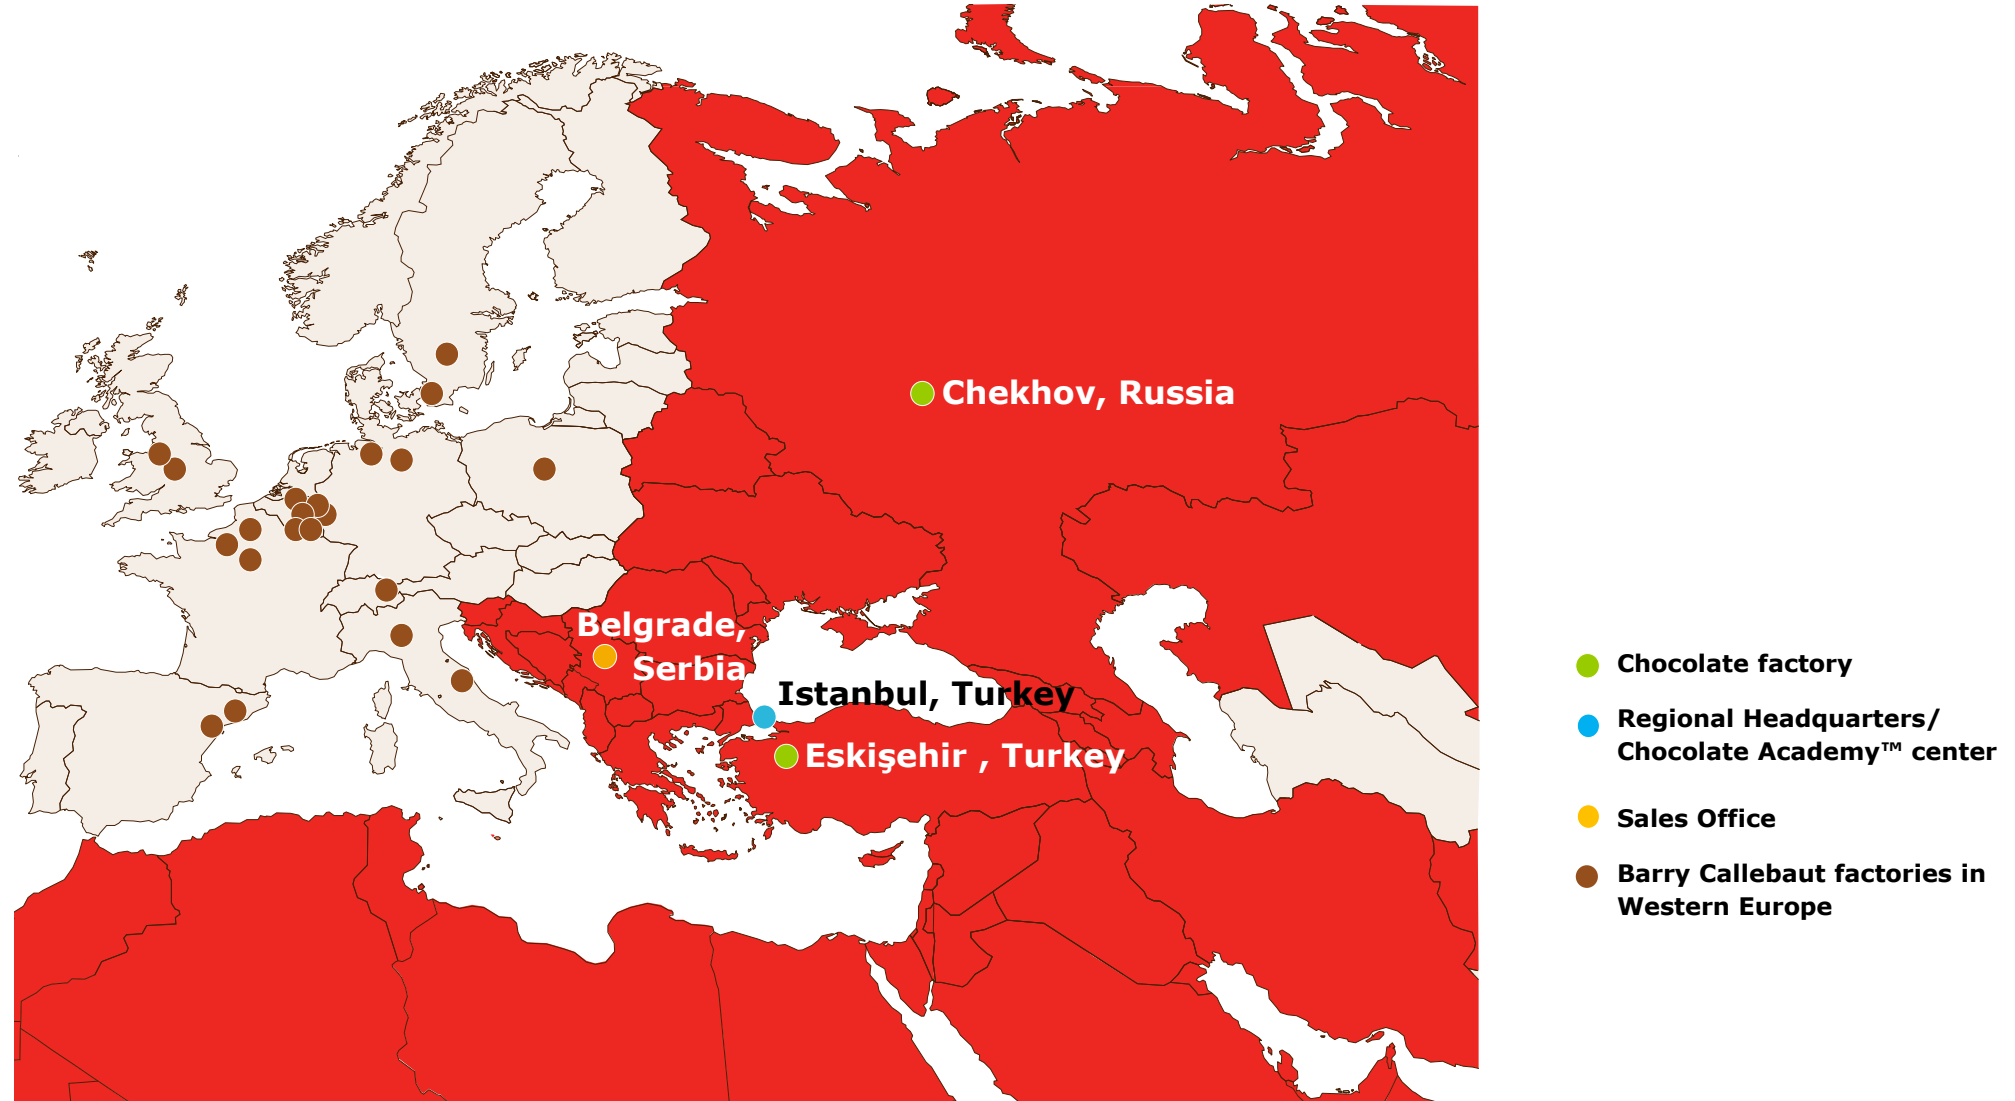 Chekhov, Russia
Belgrade,
Serbia
Istanbul, Turkey
Eskişehir , Turkey
Chocolate factory
Regional Headquarters/
Chocolate Academy™ center
Sales Office
Barry Callebaut factories in
Western Europe